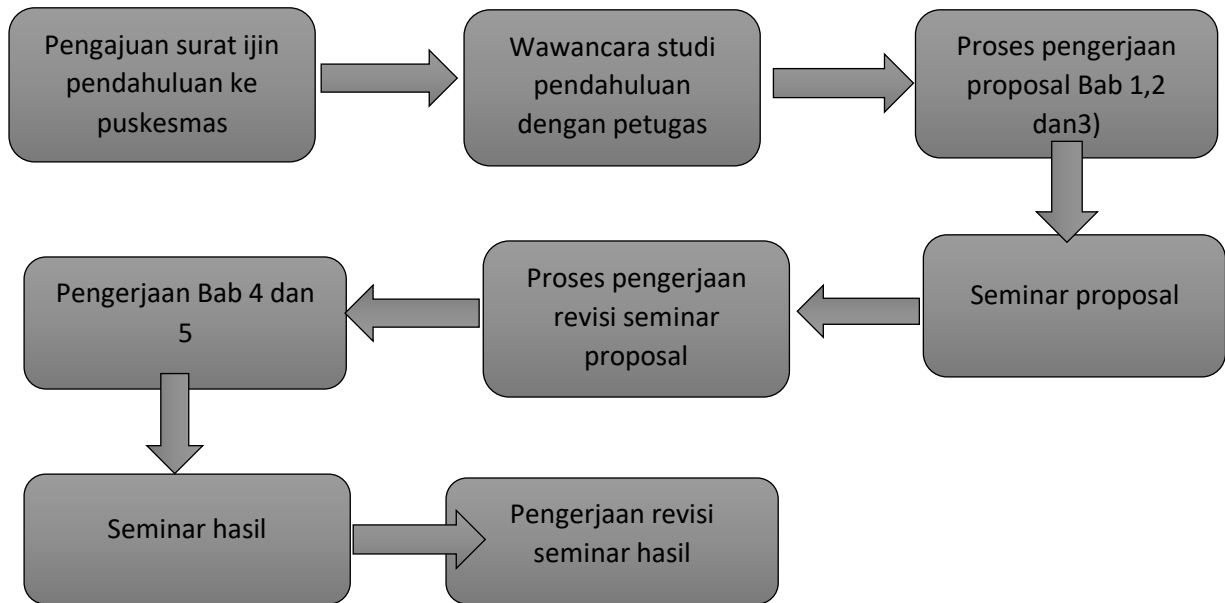 Pengajuan surat ijin
pendahuluan ke
puskesmas
Wawancara studi
pendahuluan
dengan petugas
Proses pengerjaan
proposal Bab 1,2
dan3)
Seminar proposal
Proses pengerjaan
revisi seminar
proposal
Pengerjaan Bab 4 dan
5
Seminar hasil
Pengerjaan revisi
seminar hasil